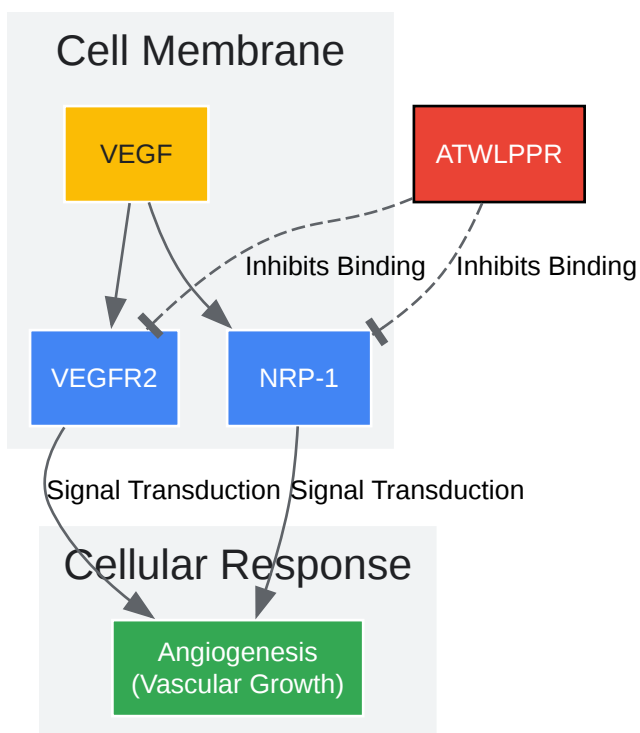 Cell Membrane
VEGF
ATWLPPR
Inhibits Binding
Inhibits Binding
VEGFR2
NRP-1
Signal Transduction
Signal Transduction
Cellular Response
Angiogenesis
(Vascular Growth)